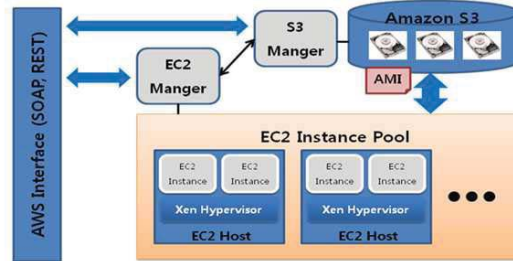 AWS Interface (SOAP, REST)
S3
Manger
Amazon S3
EC2
Manger
AMI
EC2 Instance Pool
EC2
Instance
EC2
Instance
Xen Hypervisor
EC2 Host
EC2
Instance
EC2
Instance
Xen Hypervisor
EC2 Host